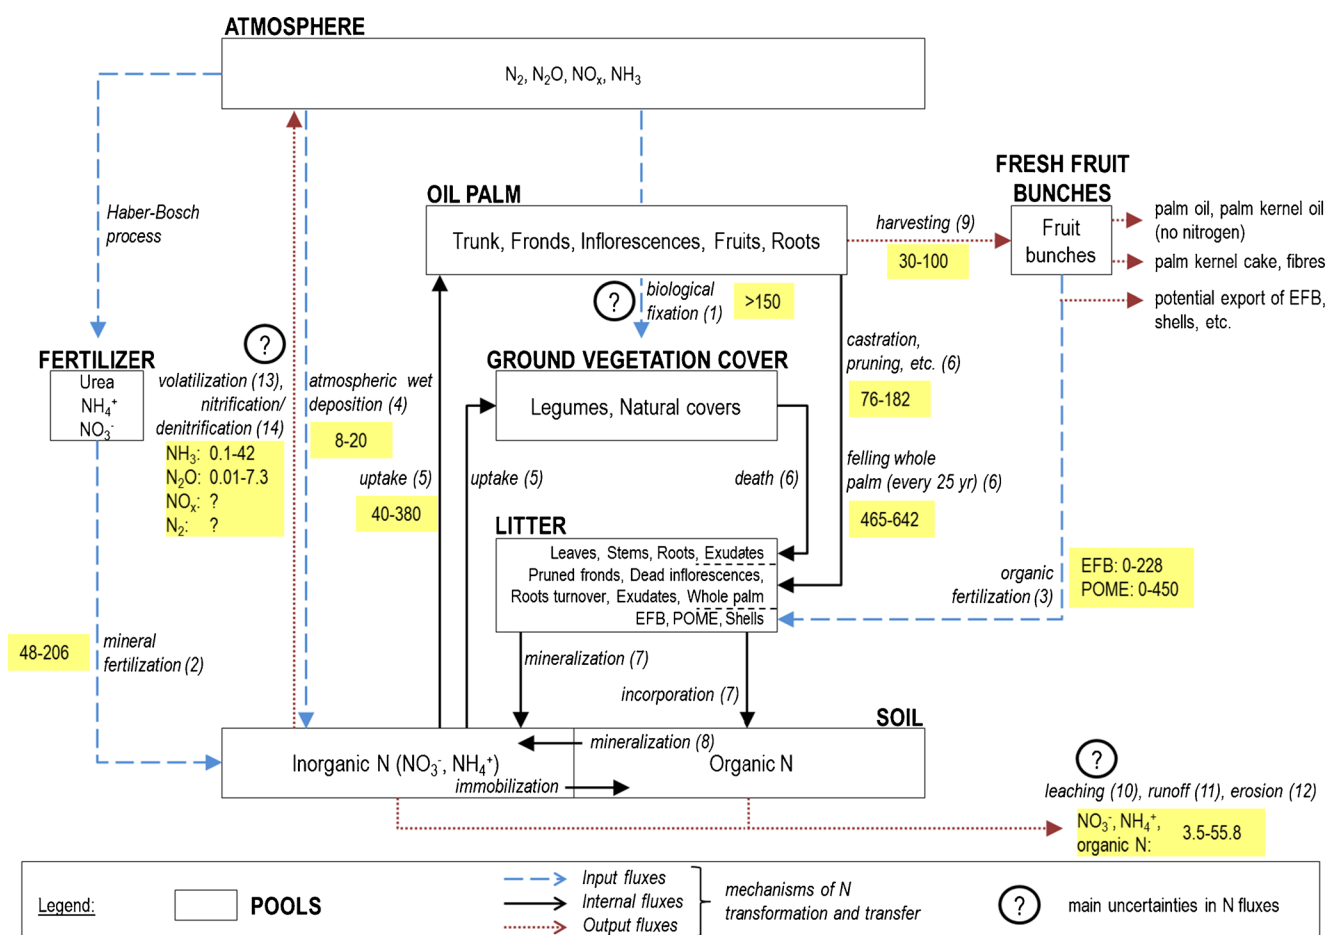 ATMOSPHERE
N₂, N₂O, NOₓ, NH₃
Haber-Bosch
process
OIL PALM
Trunk, Fronds, Inflorescences, Fruits, Roots
harvesting (9)
30-100
FRESH FRUIT
BUNCHES
Fruit
bunches
palm oil, palm kernel oil
(no nitrogen)
palm kernel cake, fibres
potential export of EFB,
shells, etc.
?
biological
fixation (1)
>150
castration,
pruning, etc. (6)
76-182
FERTILIZER
Urea
NH₄⁺
NO₃⁻
?
volatilization (13),
nitrification/
denitrification (14)
NH₃: 0.1-42
N₂O: 0.01-7.3
NOₓ: ?
N₂: ?
atmospheric wet
deposition (4)
8-20
GROUND VEGETATION COVER
Legumes, Natural covers
uptake (5)
40-380
uptake (5)
death (6)
felling whole
palm (every 25 yr) (6)
465-642
LITTER
Leaves, Stems, Roots, Exudates
Pruned fronds, Dead inflorescences,
Roots turnover, Exudates, Whole palm
EFB, POME, Shells
organic
fertilization (3)
EFB: 0-228
POME: 0-450
48-206
mineral
fertilization (2)
mineralization (7)
incorporation (7)
SOIL
Inorganic N (NO₃⁻, NH₄⁺)
mineralization (8)
immobilization
Organic N
?
leaching (10), runoff (11), erosion (12)
NO₃⁻, NH₄⁺,
organic N:
3.5-55.8
Legend:
POOLS
Input fluxes
Internal fluxes
Output fluxes
mechanisms of N
transformation and transfer
?
main uncertainties in N fluxes